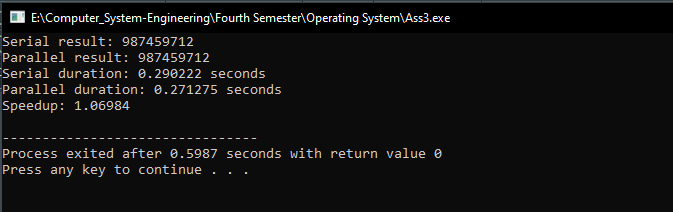 E:\Computer_System-Engineering\Fourth Semester\Operating System\Ass3.exe
Serial result: 987459712
Parallel result: 987459712
Serial duration: 0.290222 seconds
Parallel duration: 0.271275 seconds
Speedup: 1.06984
--------------------------------
Process exited after 0.5987 seconds with return value 0
Press any key to continue . . .